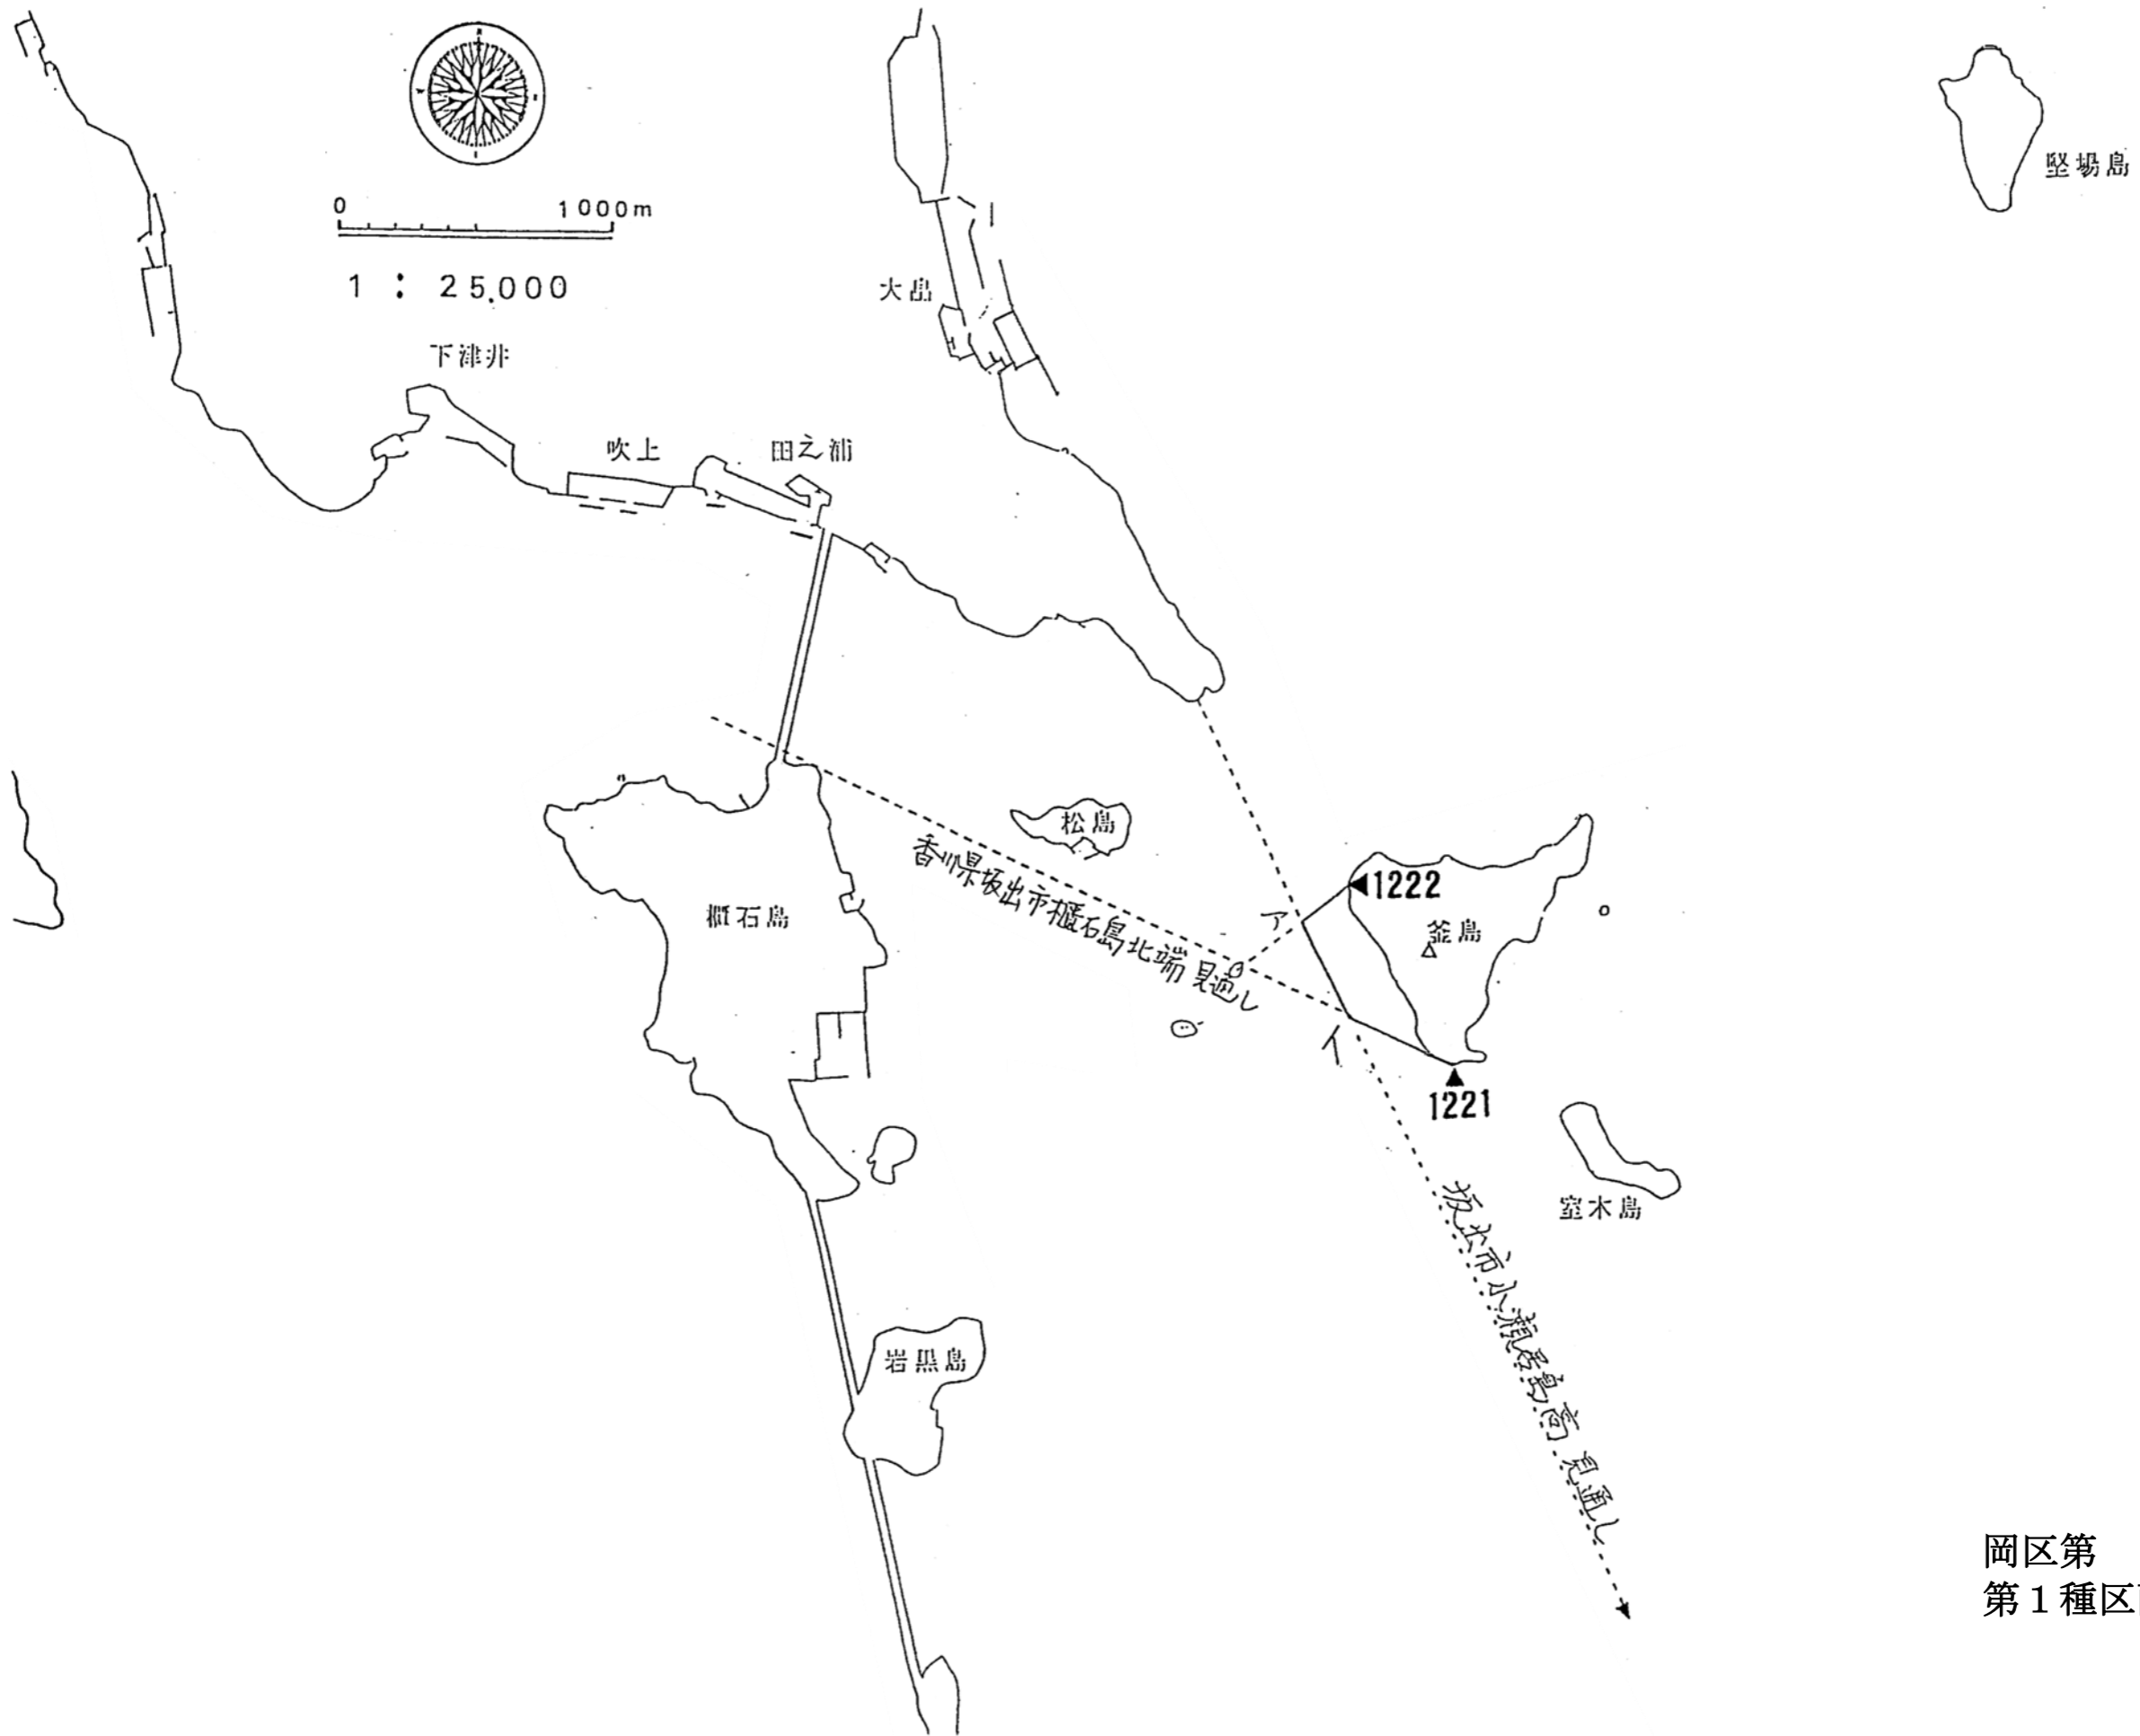 0 1000m
1 : 25,000
下津井
吹上
田之浦
大畠
竪場島
松島
香川県坂出市櫃石島北端見通し
櫃石島
ア
◀1222
釜島
イ
▲
1221
室木島
岩黒島
坂出市小瀬居島高見通し
岡区第
第1種区